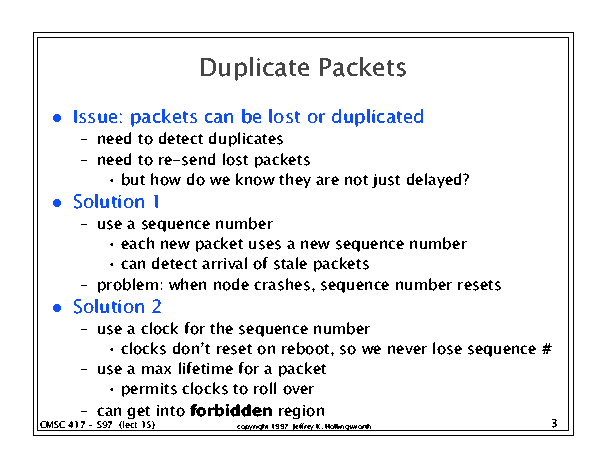 Duplicate Packets
● Issue: packets can be lost or duplicated
– need to detect duplicates
– need to re-send lost packets
• but how do we know they are not just delayed?
● Solution 1
– use a sequence number
• each new packet uses a new sequence number
• can detect arrival of stale packets
– problem: when node crashes, sequence number resets
● Solution 2
– use a clock for the sequence number
• clocks don't reset on reboot, so we never lose sequence #
– use a max lifetime for a packet
• permits clocks to roll over
– can get into forbidden region
CMSC 417 - S97 (lect 15) copyright 1997 Jeffrey K. Hollingsworth 3